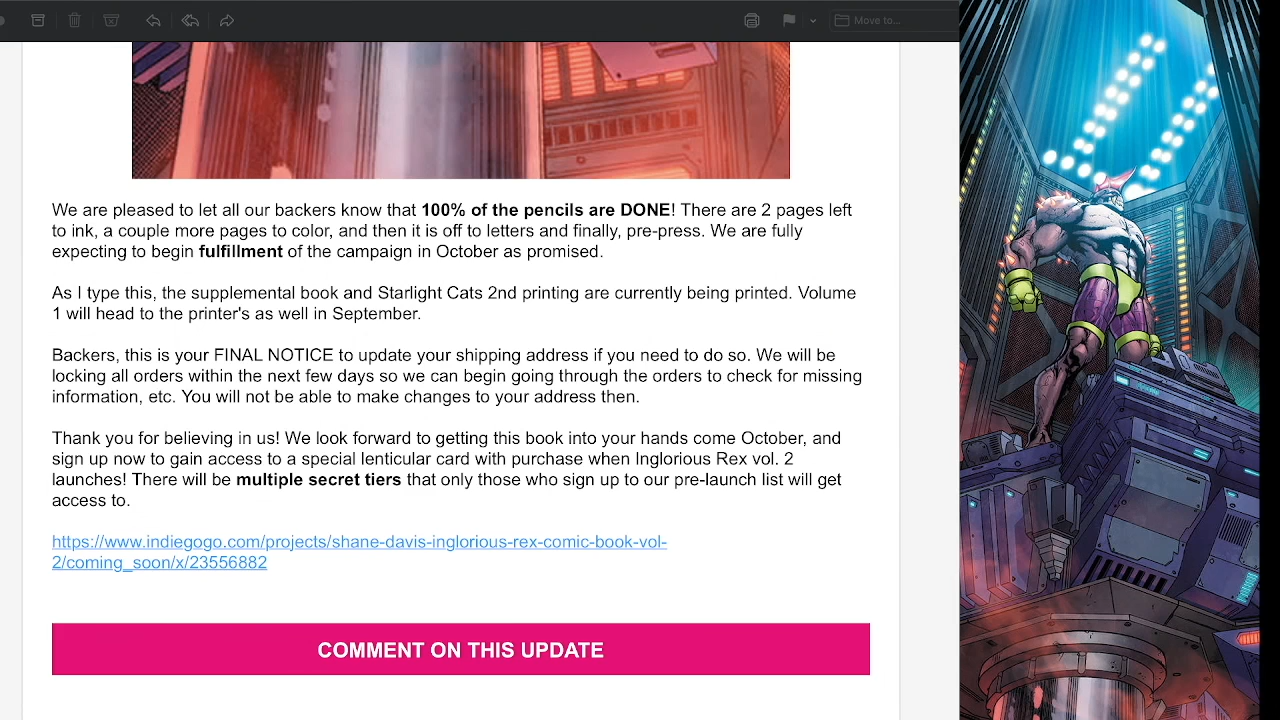 Move to...
We are pleased to let all our backers know that 100% of the pencils are DONE! There are 2 pages left
to ink, a couple more pages to color, and then it is off to letters and finally, pre-press. We are fully
expecting to begin fulfillment of the campaign in October as promised.
As I type this, the supplemental book and Starlight Cats 2nd printing are currently being printed. Volume
1 will head to the printer's as well in September.
Backers, this is your FINAL NOTICE to update your shipping address if you need to do so. We will be
locking all orders within the next few days so we can begin going through the orders to check for missing
information, etc. You will not be able to make changes to your address then.
Thank you for believing in us! We look forward to getting this book into your hands come October, and
sign up now to gain access to a special lenticular card with purchase when Inglorious Rex vol. 2
launches! There will be multiple secret tiers that only those who sign up to our pre-launch list will get
access to.
https://www.indiegogo.com/projects/shane-davis-inglorious-rex-comic-book-vol-
2/coming_soon/x/23556882
COMMENT ON THIS UPDATE